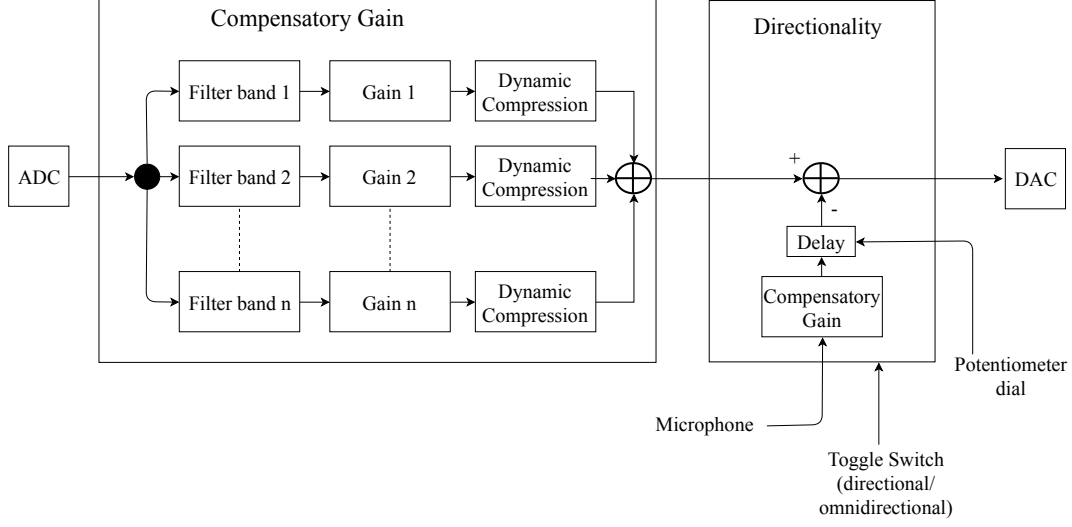 Compensatory Gain
Directionality
Filter band 1
Gain 1
Dynamic
Compression
ADC
Filter band 2
Gain 2
Dynamic
Compression
+
DAC
-
Delay
Filter band n
Gain n
Dynamic
Compression
Compensatory
Gain
Potentiometer
dial
Microphone
Toggle Switch
(directional/
omnidirectional)